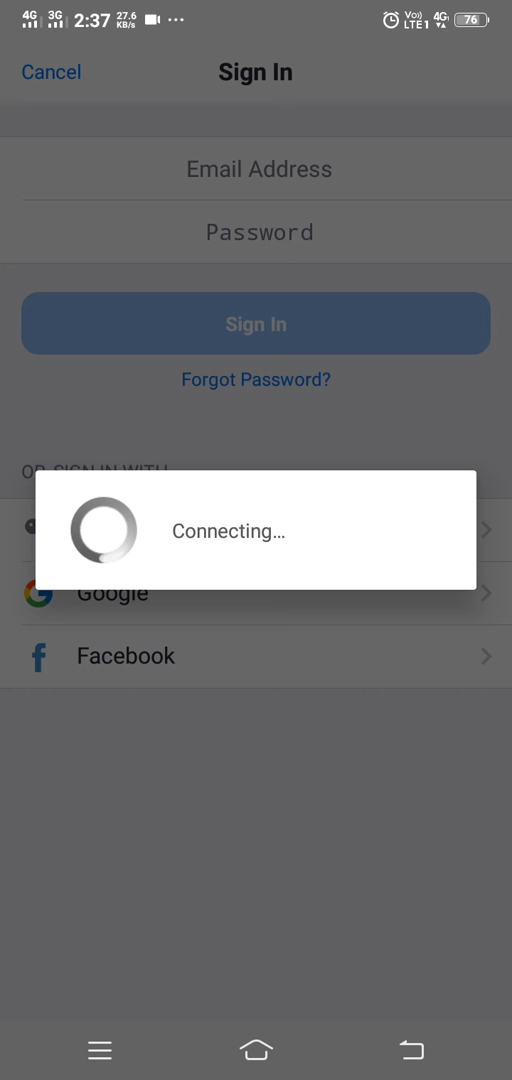 4G 3G 2:37 27.6 KB/s ... Vo) LTE1 4G 76
Cancel Sign In
Email Address
Password
Sign In
Forgot Password?
OR SIGN IN WITH
Connecting...
Google
Facebook